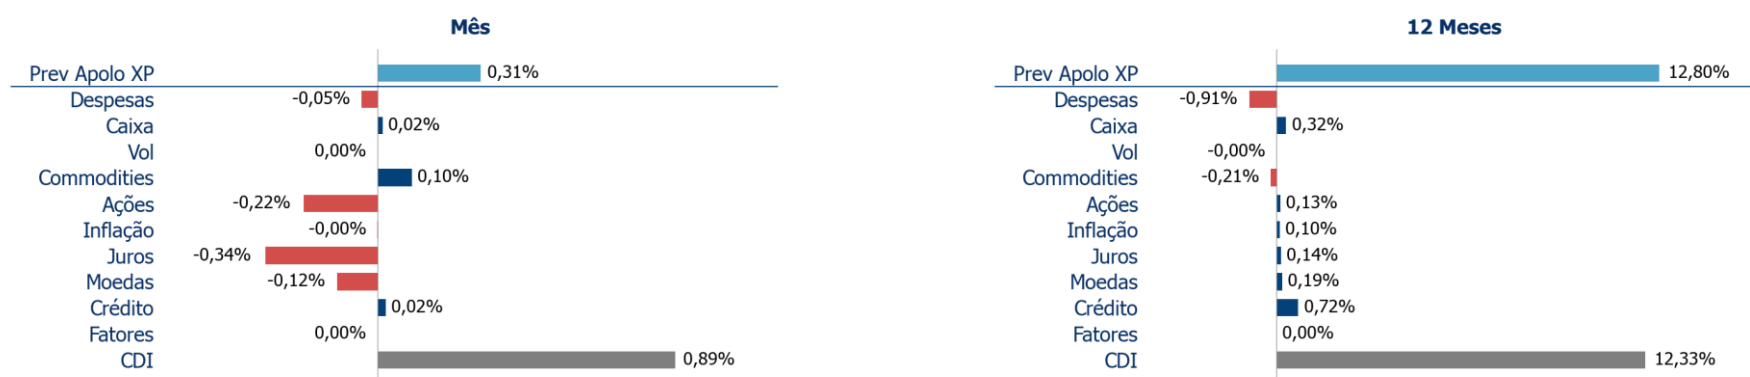 Mês
Prev Apolo XP 0,31%
Despesas -0,05%
Caixa 0,02%
Vol 0,00%
Commodities 0,10%
Ações -0,22%
Inflação -0,00%
Juros -0,34%
Moedas -0,12%
Crédito 0,02%
Fatores 0,00%
CDI 0,89%
12 Meses
Prev Apolo XP 12,80%
Despesas -0,91%
Caixa 0,32%
Vol -0,00%
Commodities -0,21%
Ações 0,13%
Inflação 0,10%
Juros 0,14%
Moedas 0,19%
Crédito 0,72%
Fatores 0,00%
CDI 12,33%